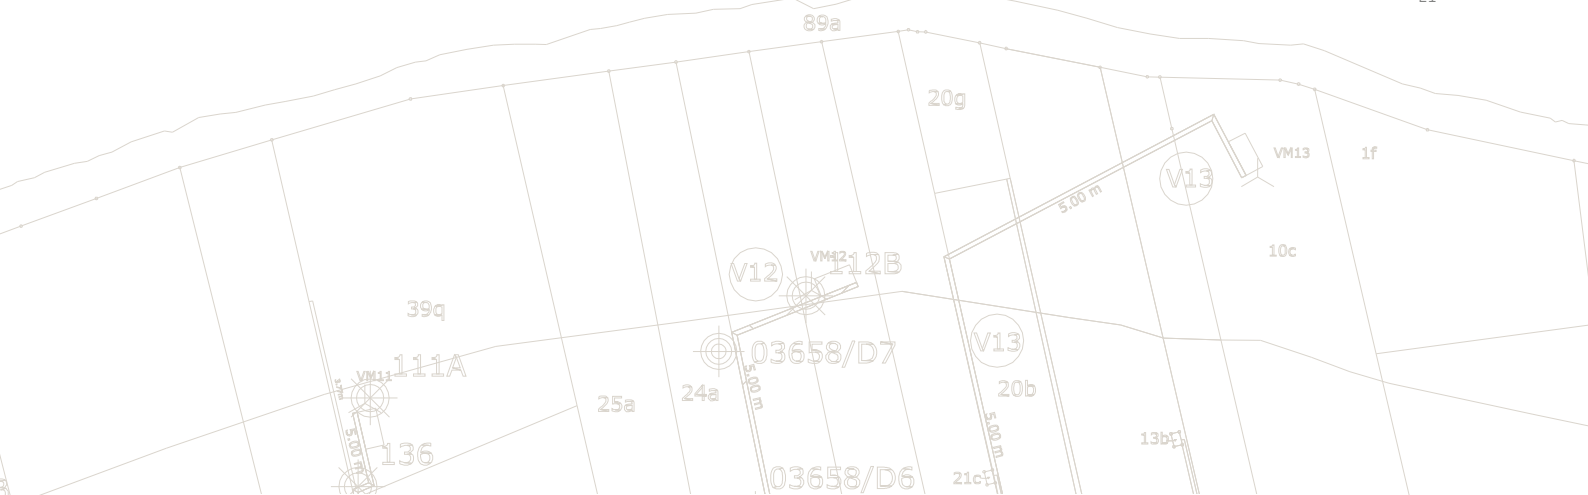 89a
20g
VM13
1f
V13
5.00 m
10c
VM12
V12
112B
39q
V13
03658/D7
111A
VM11
5.00 m
24a
20b
25a
5.00 m
5.00 m
13b
136
21c
03658/D6